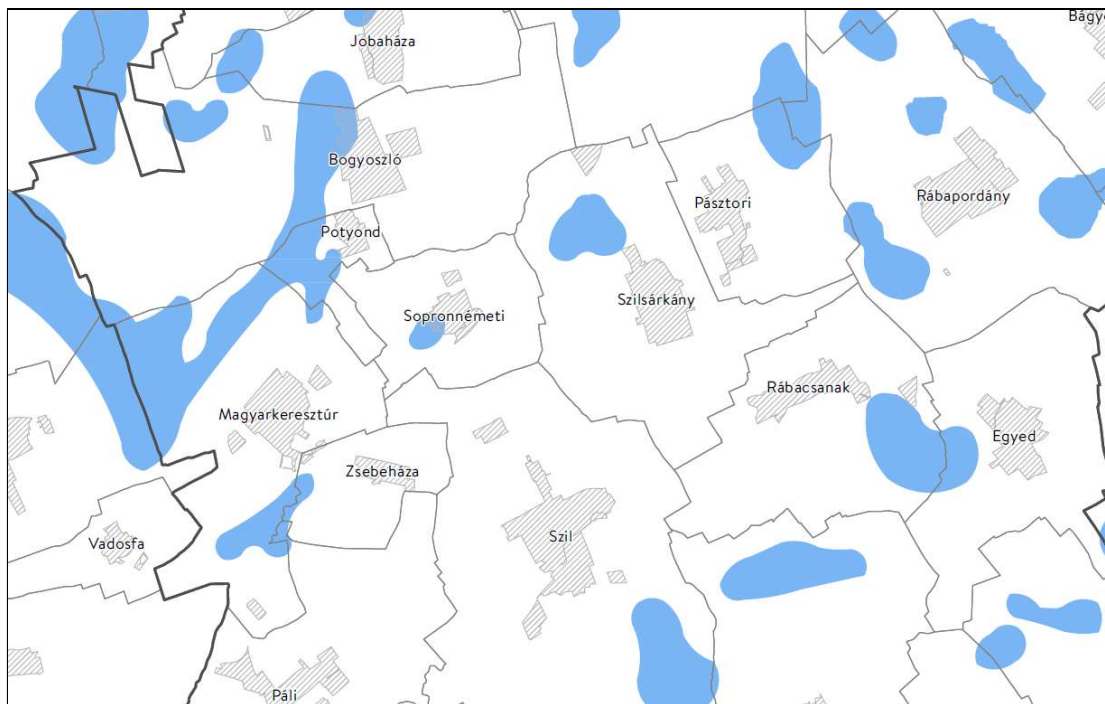 Jobaháza
Bogyoszló
Pásztori
Rábapordány
Potyond
Szilsárkány
Sopronnémeti
Rábacsanak
Magyarkeresztúr
Egyed
Zsebeháza
Vadosfa
Szil
Páli